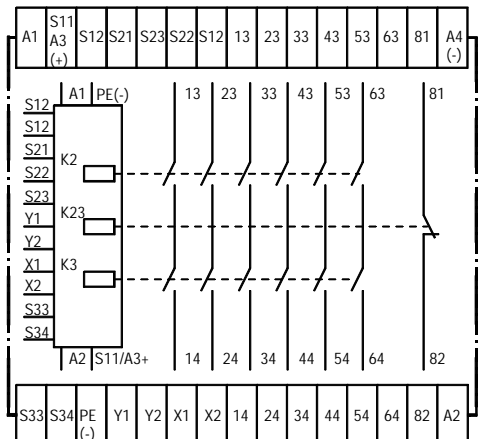 A1 S11 A3 (+) S12 S21 S23 S22 S12 13 23 33 43 53 63 81 A4 (-)
A1 PE(-) 13 23 33 43 53 63 81
S12
S12
S21
K2
S22
S23
K23
Y1
Y2
K3
X1
X2
S33
S34
A2 S11/A3+ 14 24 34 44 54 64 82
S33 S34 PE (-) Y1 Y2 X1 X2 14 24 34 44 54 64 82 A2